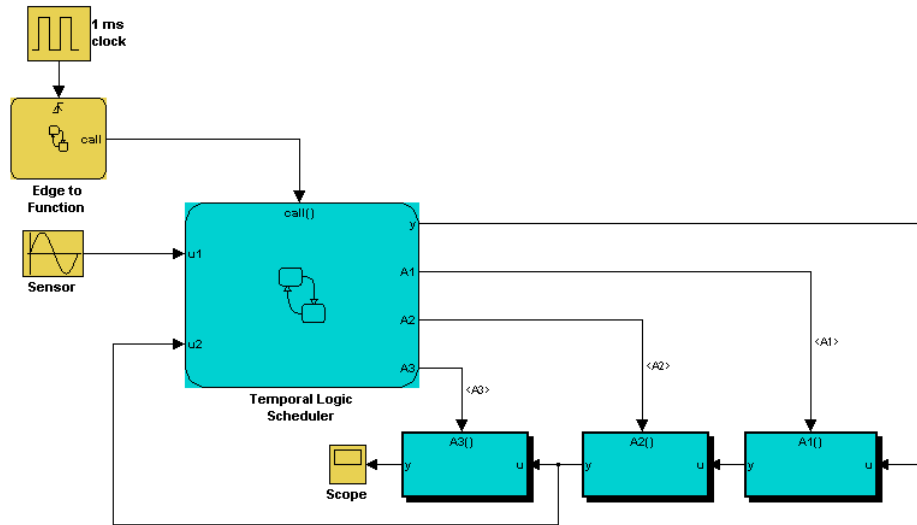 1 ms
clock
call
Edge to
Function
call()
y
u1
Sensor
A1
A2
u2
A3
<A1>
<A2>
<A3>
Temporal Logic
Scheduler
A3()
y
u
A2()
y
u
A1()
y
u
Scope